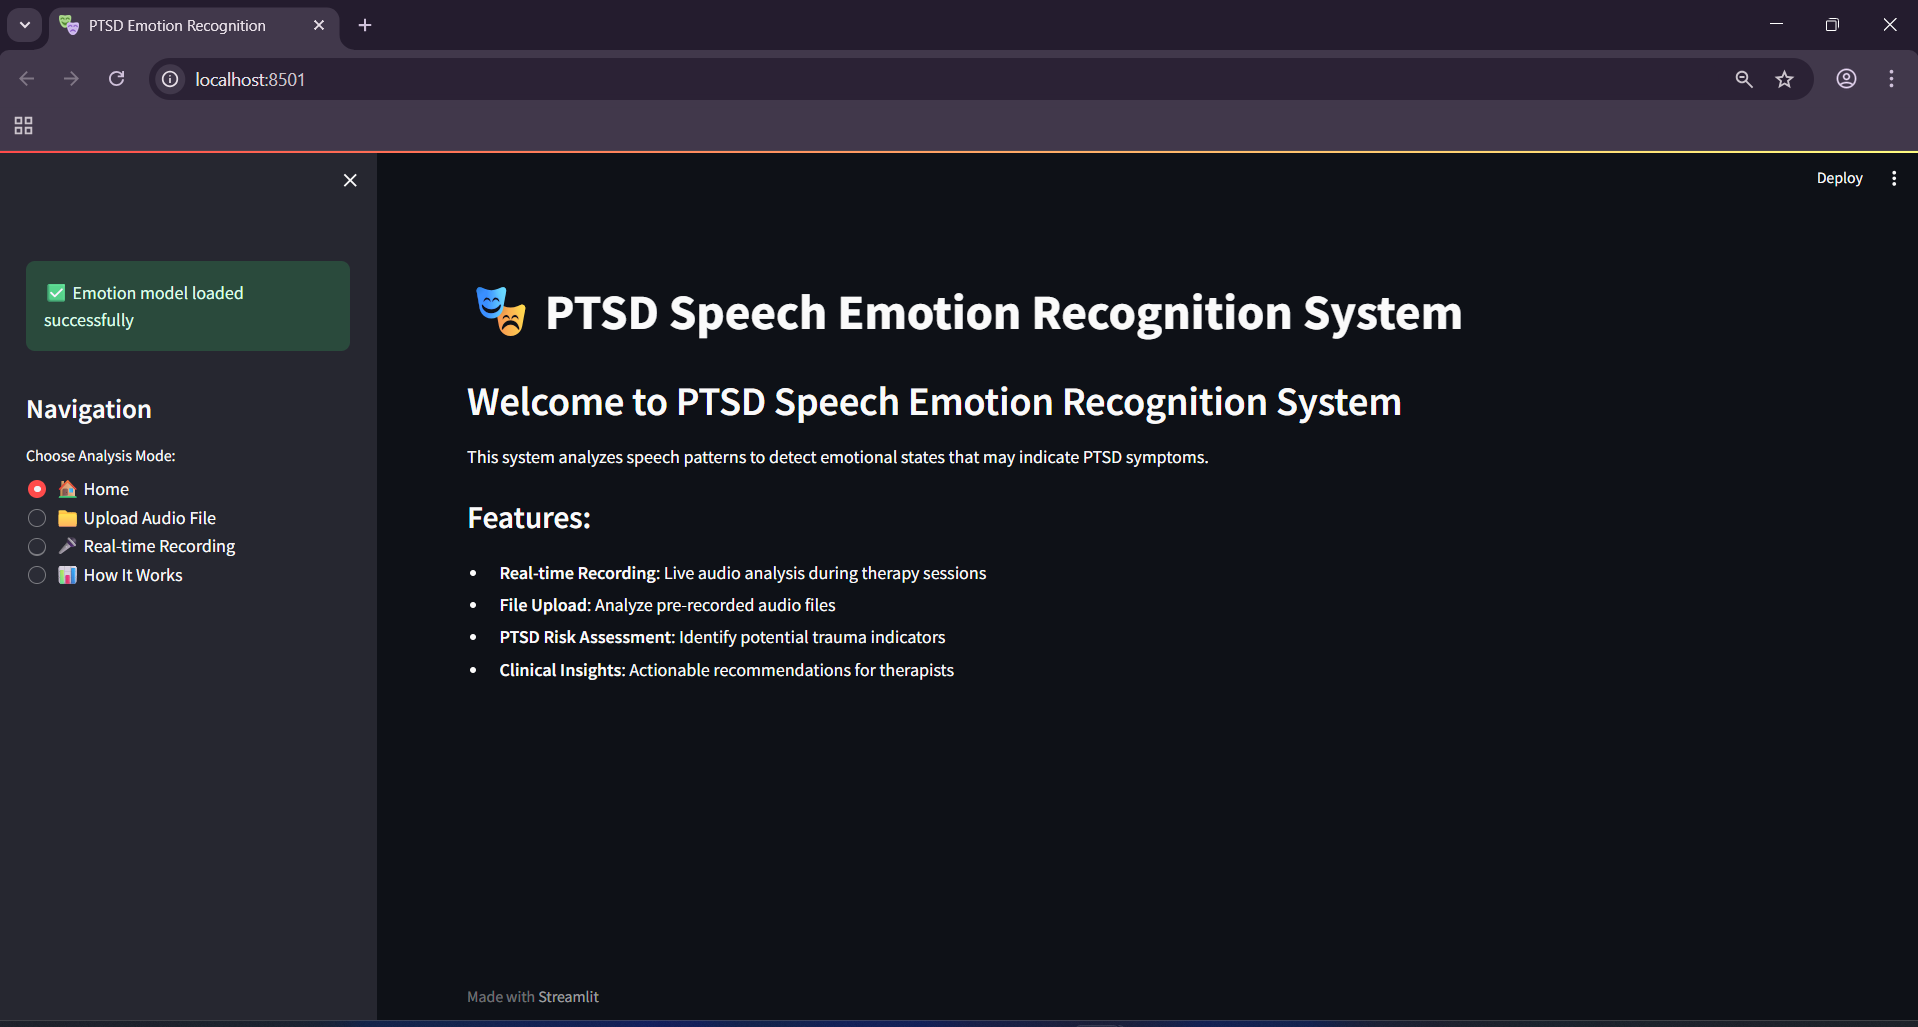 PTSD Emotion Recognition
localhost:8501
Deploy
✅ Emotion model loaded
successfully
Navigation
Choose Analysis Mode:
🏠 Home
📁 Upload Audio File
🎤 Real-time Recording
📊 How It Works
🎭 PTSD Speech Emotion Recognition System
Welcome to PTSD Speech Emotion Recognition System
This system analyzes speech patterns to detect emotional states that may indicate PTSD symptoms.
Features:
• Real-time Recording: Live audio analysis during therapy sessions
• File Upload: Analyze pre-recorded audio files
• PTSD Risk Assessment: Identify potential trauma indicators
• Clinical Insights: Actionable recommendations for therapists
Made with Streamlit